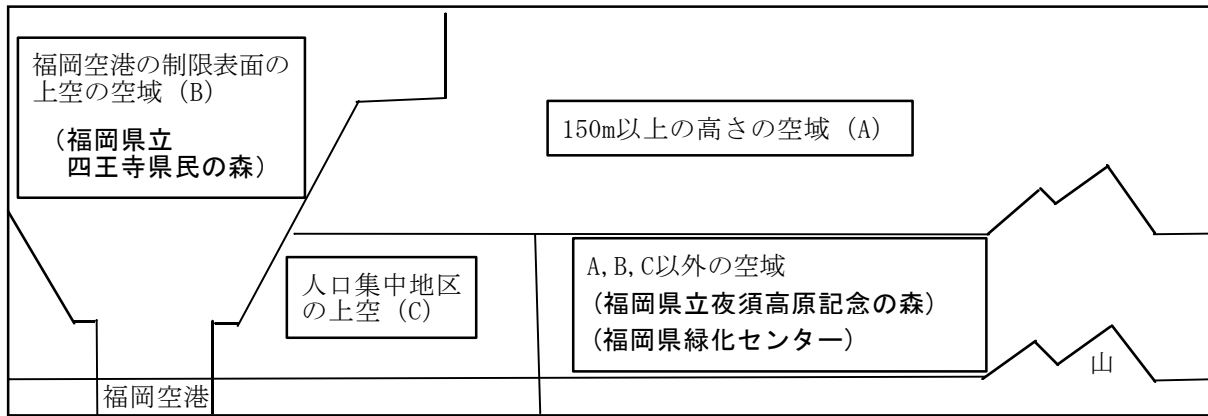 福岡空港の制限表面の
上空の空域（B）
（福岡県立
四王寺県民の森）
150m以上の高さの空域（A）
人口集中地区
の上空（C）
A,B,C以外の空域
（福岡県立夜須高原記念の森）
（福岡県緑化センター）
山
福岡空港